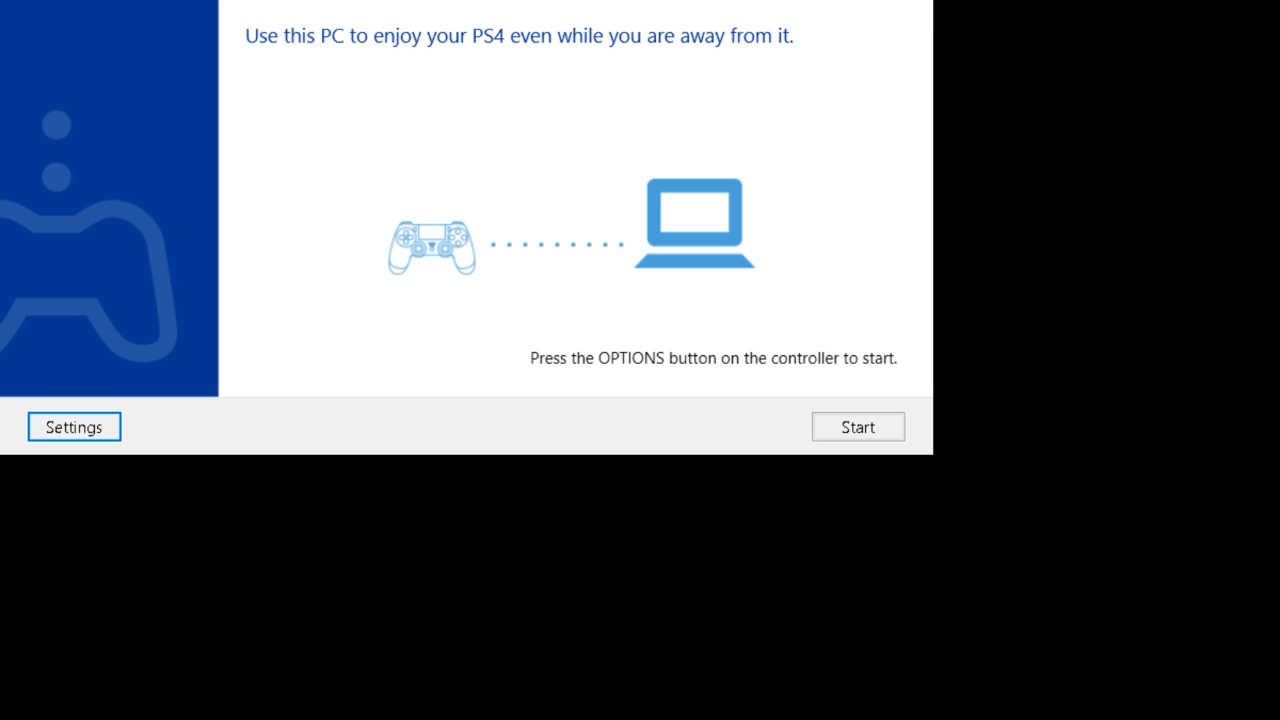 Use this PC to enjoy your PS4 even while you are away from it.
Press the OPTIONS button on the controller to start.
Settings
Start